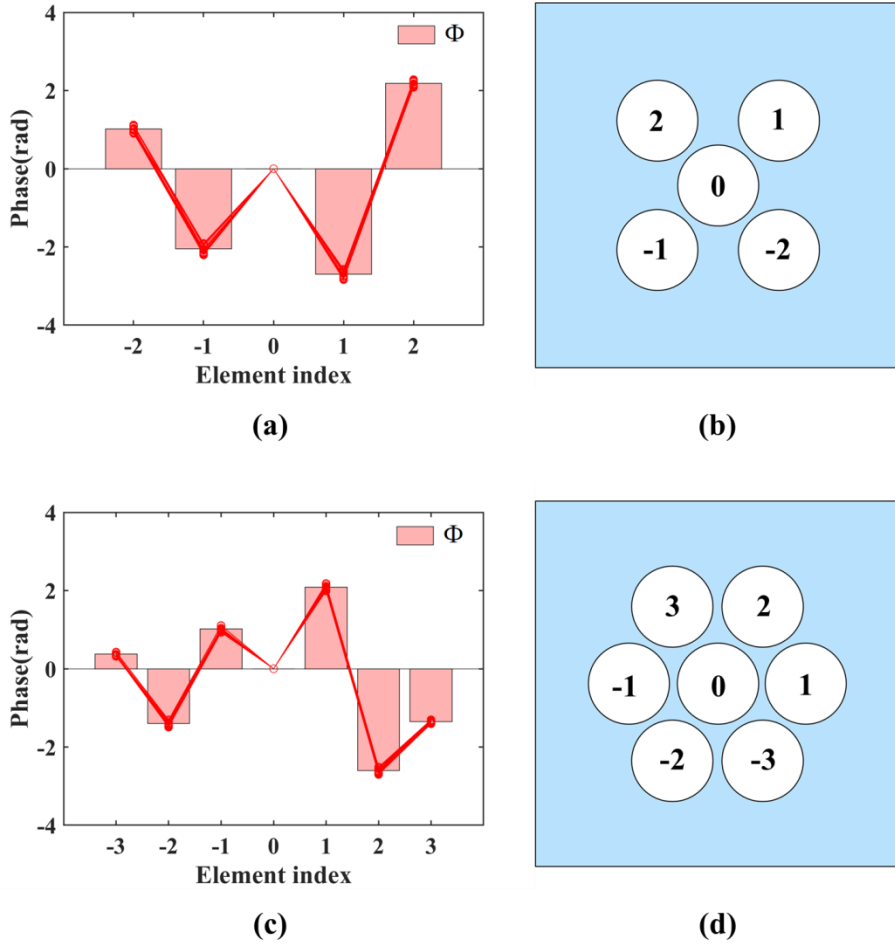 4
2
0
-2
-4
Phase(rad)
Φ
-2 -1 0 1 2
Element index
(a)
2 1
0
-1 -2
(b)
4
2
0
-2
-4
Phase(rad)
Φ
-3 -2 -1 0 1 2 3
Element index
(c)
3 2
-1 0 1
-2 -3
(d)